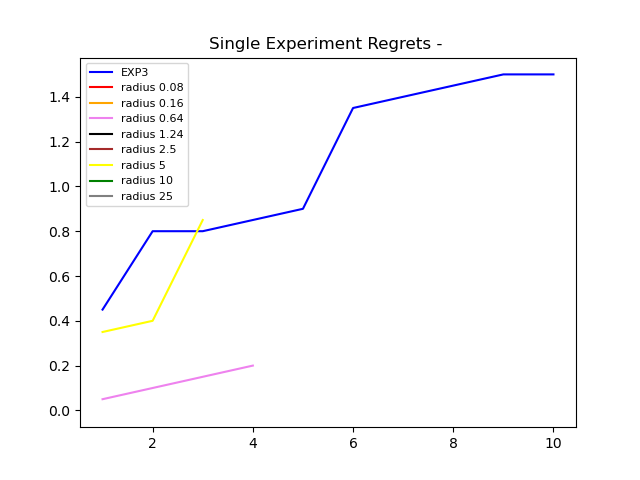 Single Experiment Regrets -
EXP3
radius 0.08
radius 0.16
radius 0.64
radius 1.24
radius 2.5
radius 5
radius 10
radius 25
1.4
1.2
1.0
0.8
0.6
0.4
0.2
0.0
2 4 6 8 10